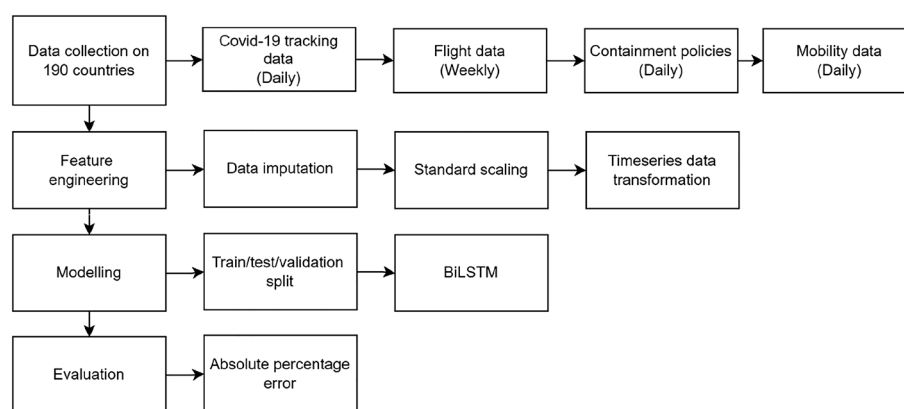 Data collection on
190 countries
Covid-19 tracking
data
(Daily)
Flight data
(Weekly)
Containment policies
(Daily)
Mobility data
(Daily)
Feature
engineering
Data imputation
Standard scaling
Timeseries data
transformation
Modelling
Train/test/validation
split
BiLSTM
Evaluation
Absolute percentage
error